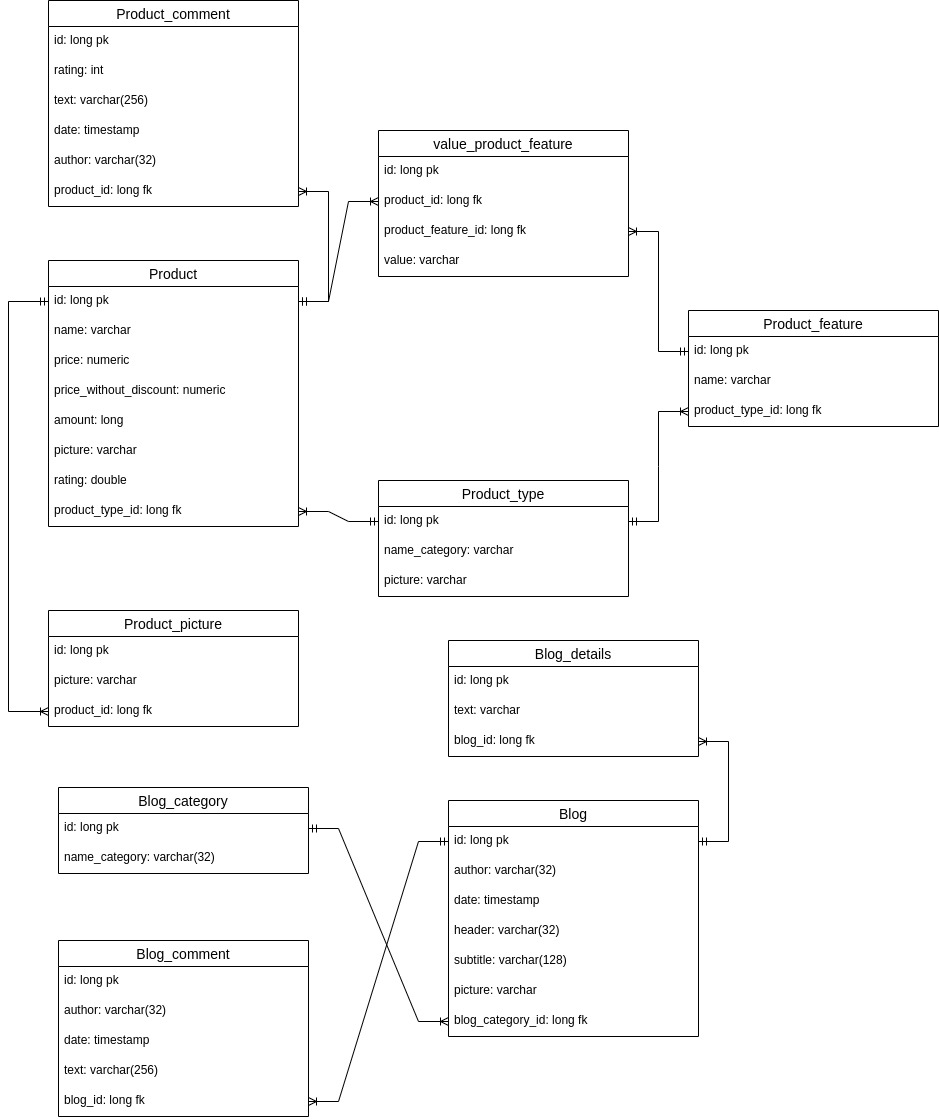 Product_comment
id: long pk
rating: int
text: varchar(256)
date: timestamp
author: varchar(32)
product_id: long fk
value_product_feature
id: long pk
product_id: long fk
product_feature_id: long fk
value: varchar
Product
id: long pk
name: varchar
price: numeric
price_without_discount: numeric
amount: long
picture: varchar
rating: double
product_type_id: long fk
Product_feature
id: long pk
name: varchar
product_type_id: long fk
Product_type
id: long pk
name_category: varchar
picture: varchar
Product_picture
id: long pk
picture: varchar
product_id: long fk
Blog_details
id: long pk
text: varchar
blog_id: long fk
Blog_category
id: long pk
name_category: varchar(32)
Blog
id: long pk
author: varchar(32)
date: timestamp
header: varchar(32)
subtitle: varchar(128)
picture: varchar
blog_category_id: long fk
Blog_comment
id: long pk
author: varchar(32)
date: timestamp
text: varchar(256)
blog_id: long fk